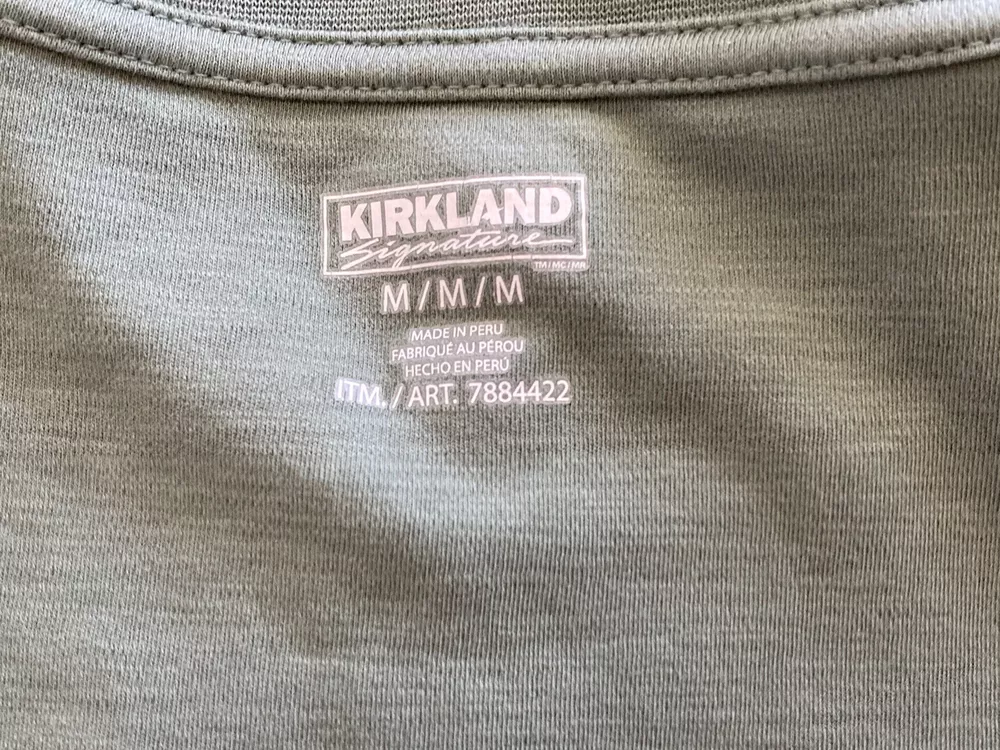 KIRKLAND
Signature
TM/MC/MR
M/M/M
MADE IN PERU
FABRIQUÉ AU PÉROU
HECHO EN PERÚ
ITM./ART. 7884422